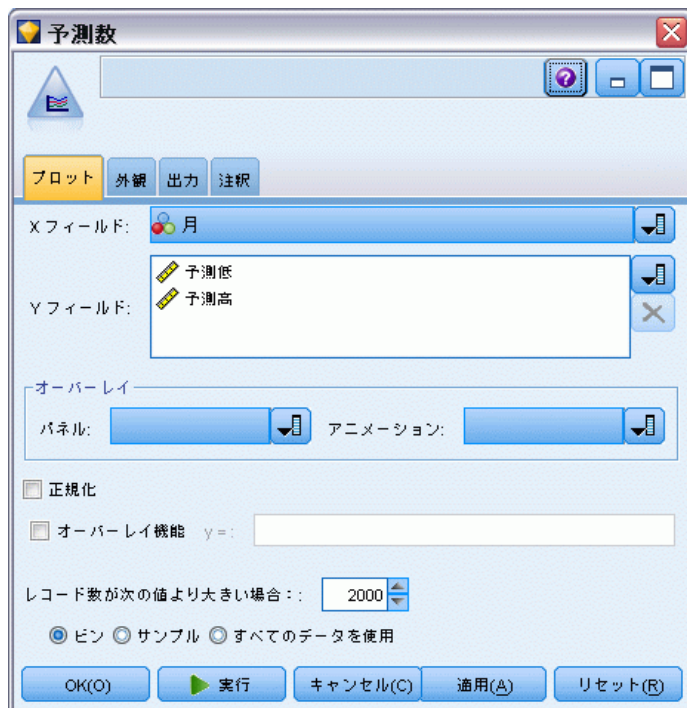 予測数
プロット 外観 出力 注釈
Xフィールド: 月
Yフィールド: 予測低
予測高
オーバーレイ
パネル: アニメーション:
正規化
オーバーレイ機能 y=:
レコード数が次の値より大きい場合：: 2000
ビン サンプル すべてのデータを使用
OK(O) 実行 キャンセル(C) 適用(A) リセット(R)